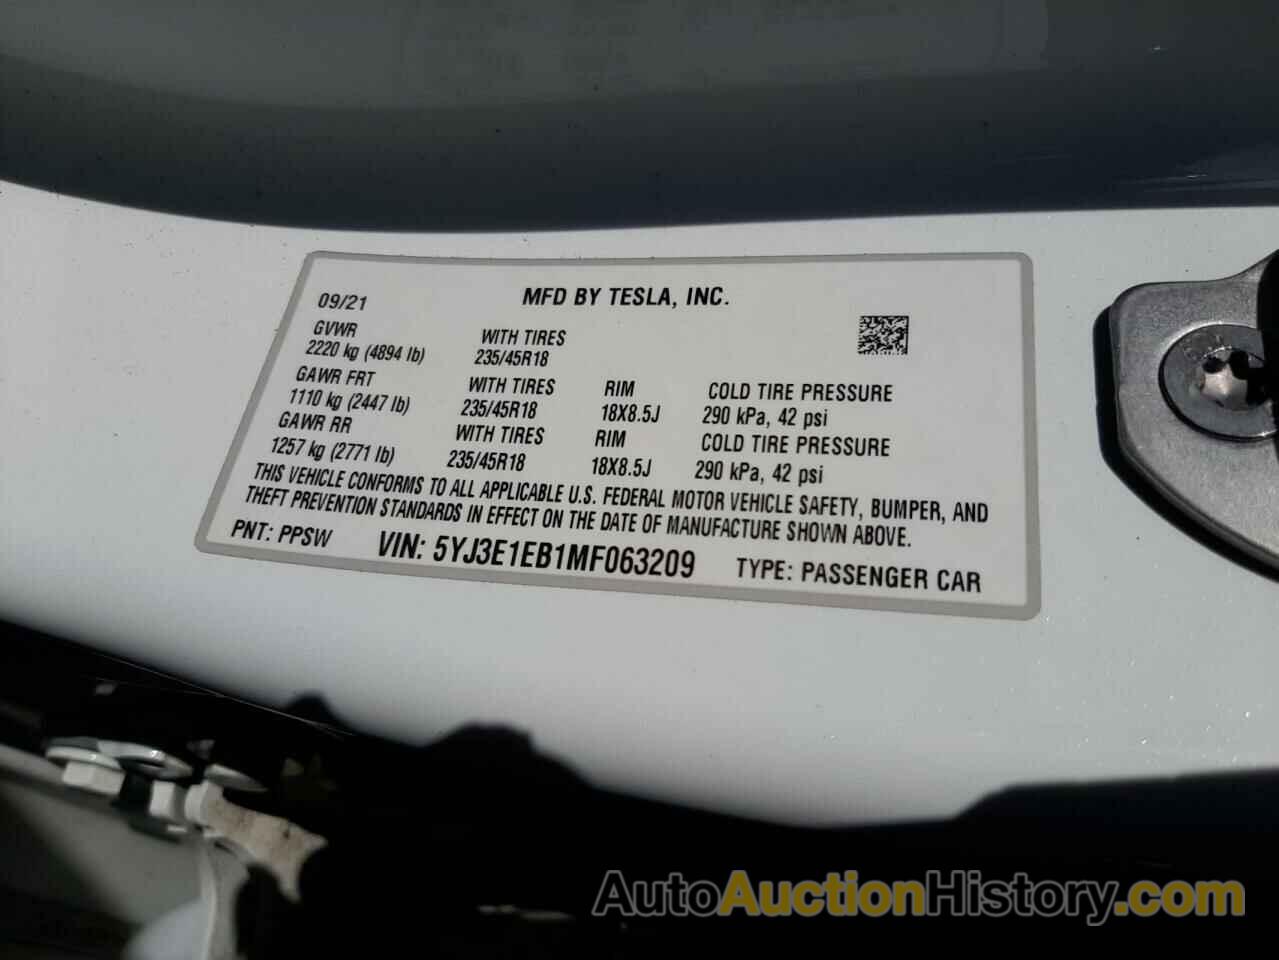 09/21 MFD BY TESLA, INC.
GVWR WITH TIRES
2220 kg (4894 lb) 235/45R18
GAWR FRT WITH TIRES RIM COLD TIRE PRESSURE
1110 kg (2447 lb) 235/45R18 18X8.5J 290 kPa, 42 psi
GAWR RR WITH TIRES RIM COLD TIRE PRESSURE
1257 kg (2771 lb) 235/45R18 18X8.5J 290 kPa, 42 psi
THIS VEHICLE CONFORMS TO ALL APPLICABLE U.S. FEDERAL MOTOR VEHICLE SAFETY, BUMPER, AND
THEFT PREVENTION STANDARDS IN EFFECT ON THE DATE OF MANUFACTURE SHOWN ABOVE.
PNT: PPSW VIN: 5YJ3E1EB1MF063209 TYPE: PASSENGER CAR
AutoAuctionHistory.com